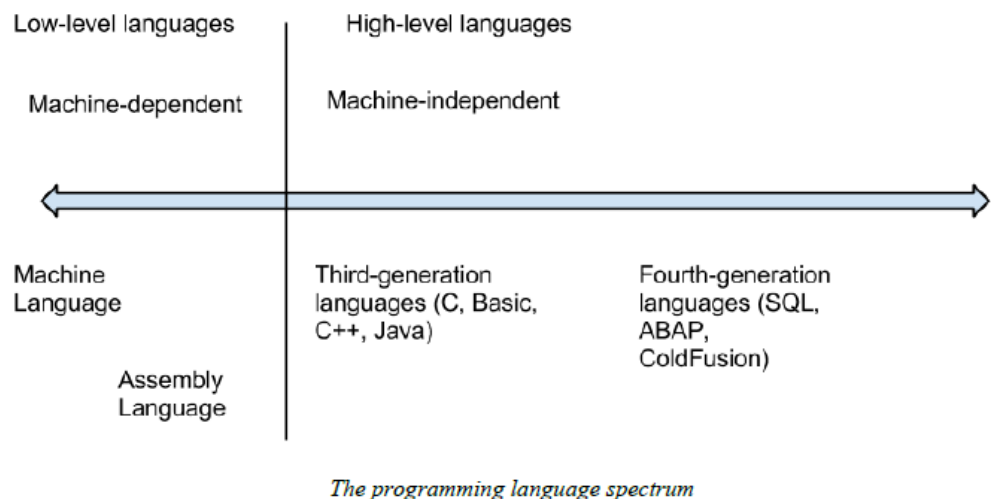 Low-level languages
High-level languages
Machine-dependent
Machine-independent
Machine
Language
Third-generation
languages (C, Basic,
C++, Java)
Fourth-generation
languages (SQL,
ABAP,
ColdFusion)
Assembly
Language
The programming language spectrum